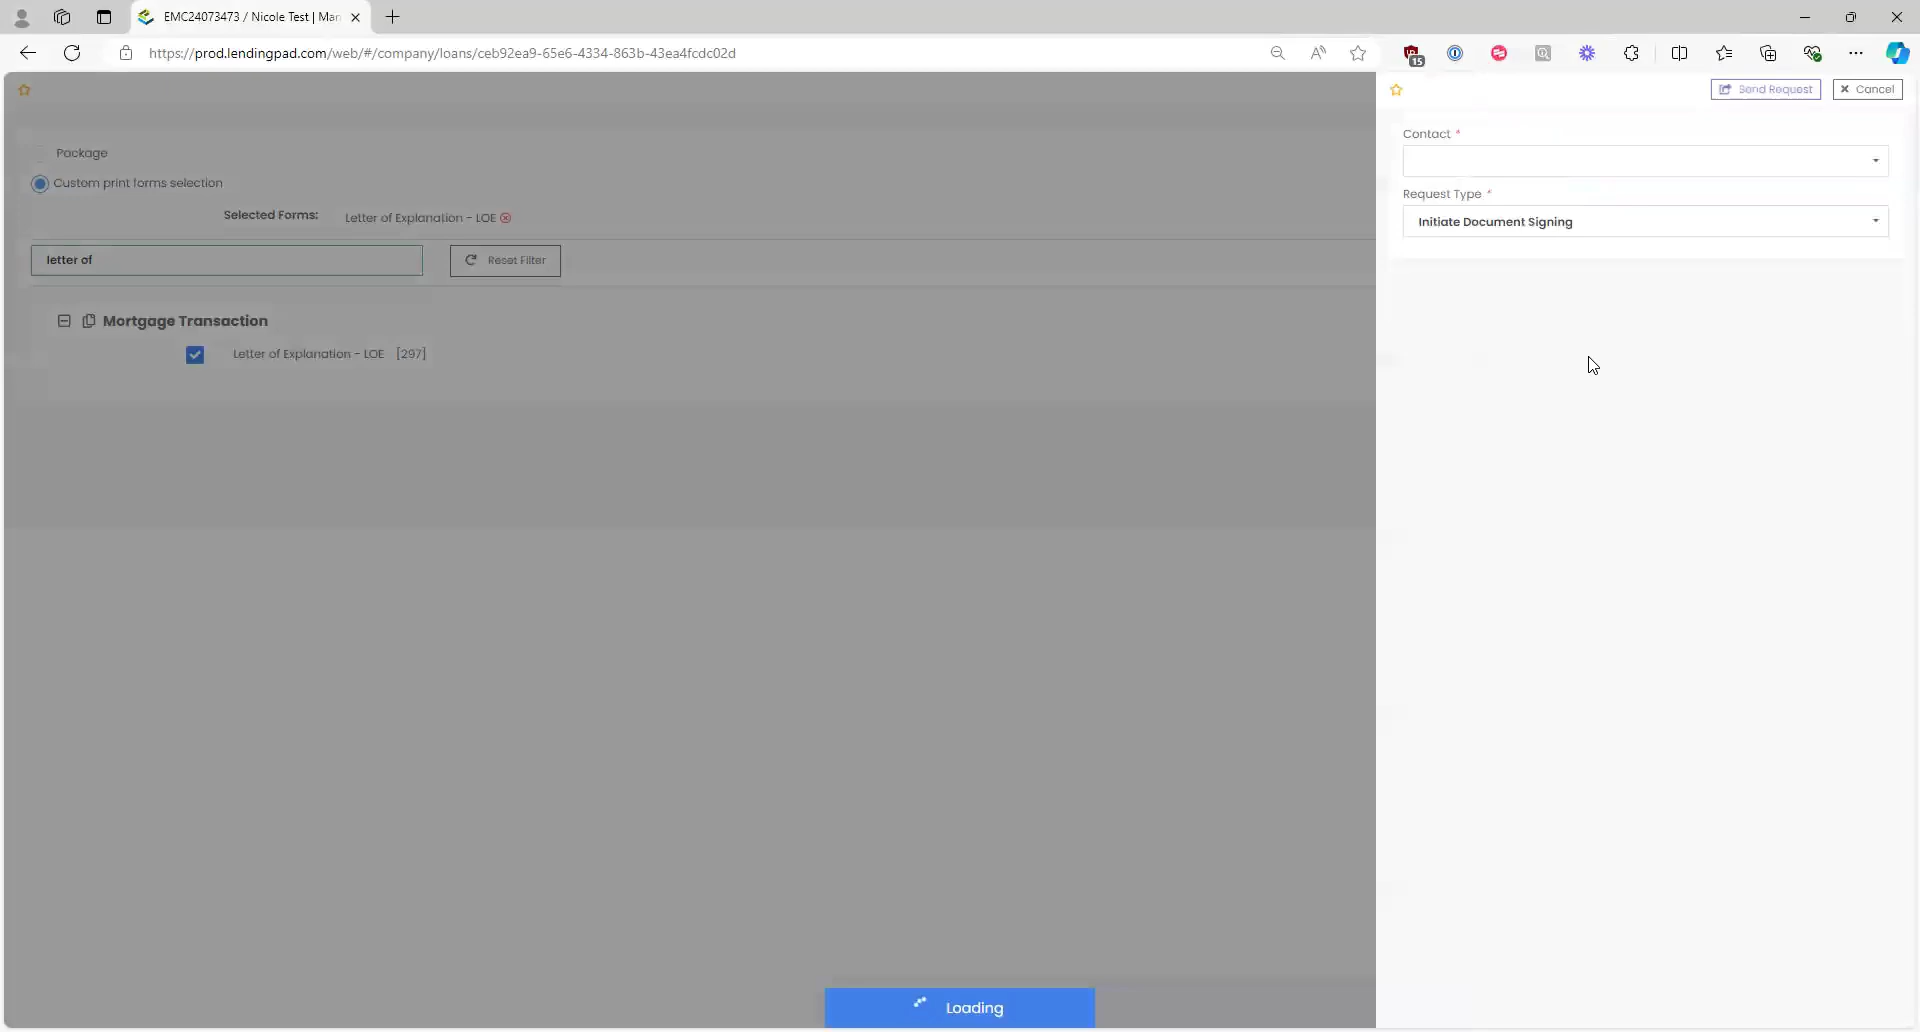 EMC24073473 / Nicole Test | Man
https://prod.lendingpad.com/web/#/company/loans/ceb92ea9-65e6-4334-863b-43ea4fcdc02d
15
Send Request
Cancel
Package
Custom print forms selection
Selected Forms: Letter of Explanation - LOE
letter of
Reset Filter
Mortgage Transaction
Letter of Explanation - LOE [297]
Contact *
Request Type *
Initiate Document Signing
Loading